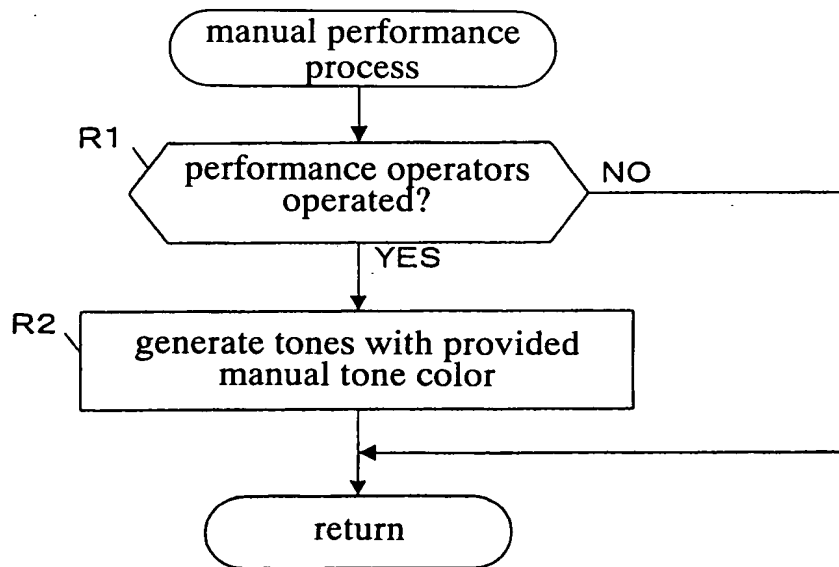 manual performance
process
R1
performance operators
operated?
NO
YES
R2
generate tones with provided
manual tone color
return